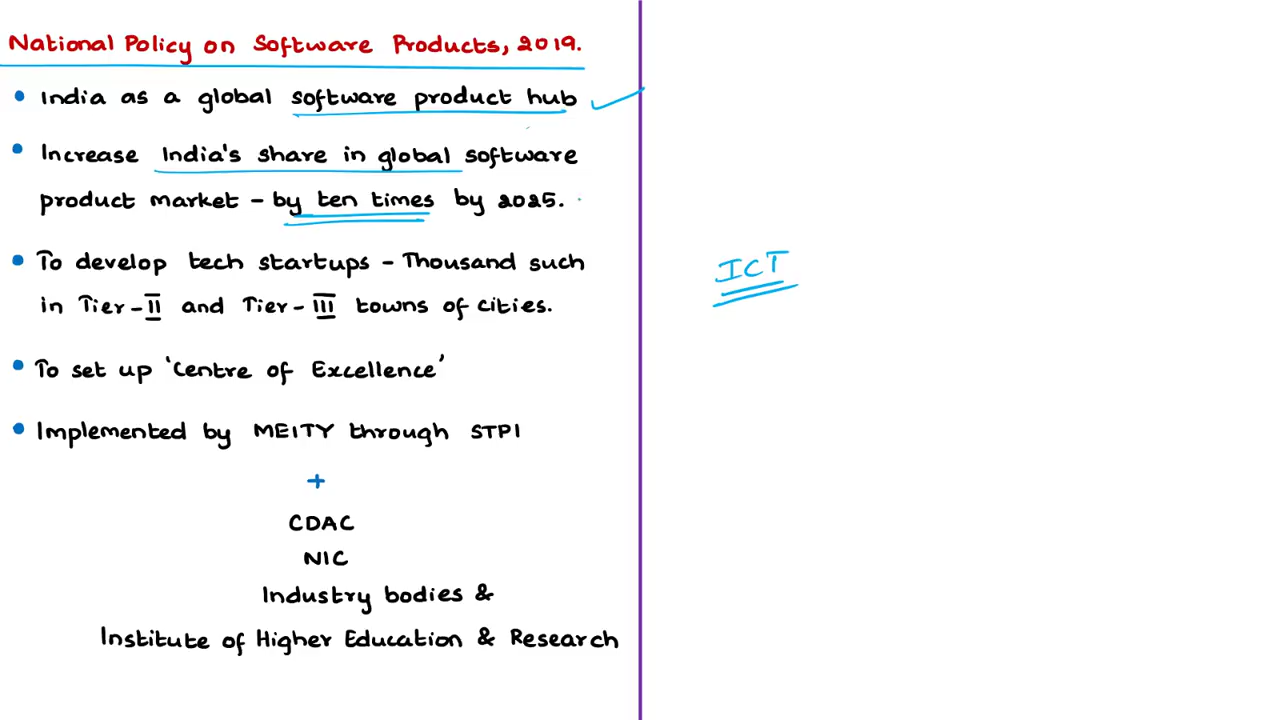 National Policy on Software Products, 2019.
• India as a global software product hub
• Increase India's share in global software
product market - by ten times by 2025.
• To develop tech startups - Thousand such
in Tier-II and Tier-III towns of cities.
• To set up 'Centre of Excellence'
• Implemented by MEITY through STPI
+
CDAC
NIC
Industry bodies &
Institute of Higher Education & Research
ICT